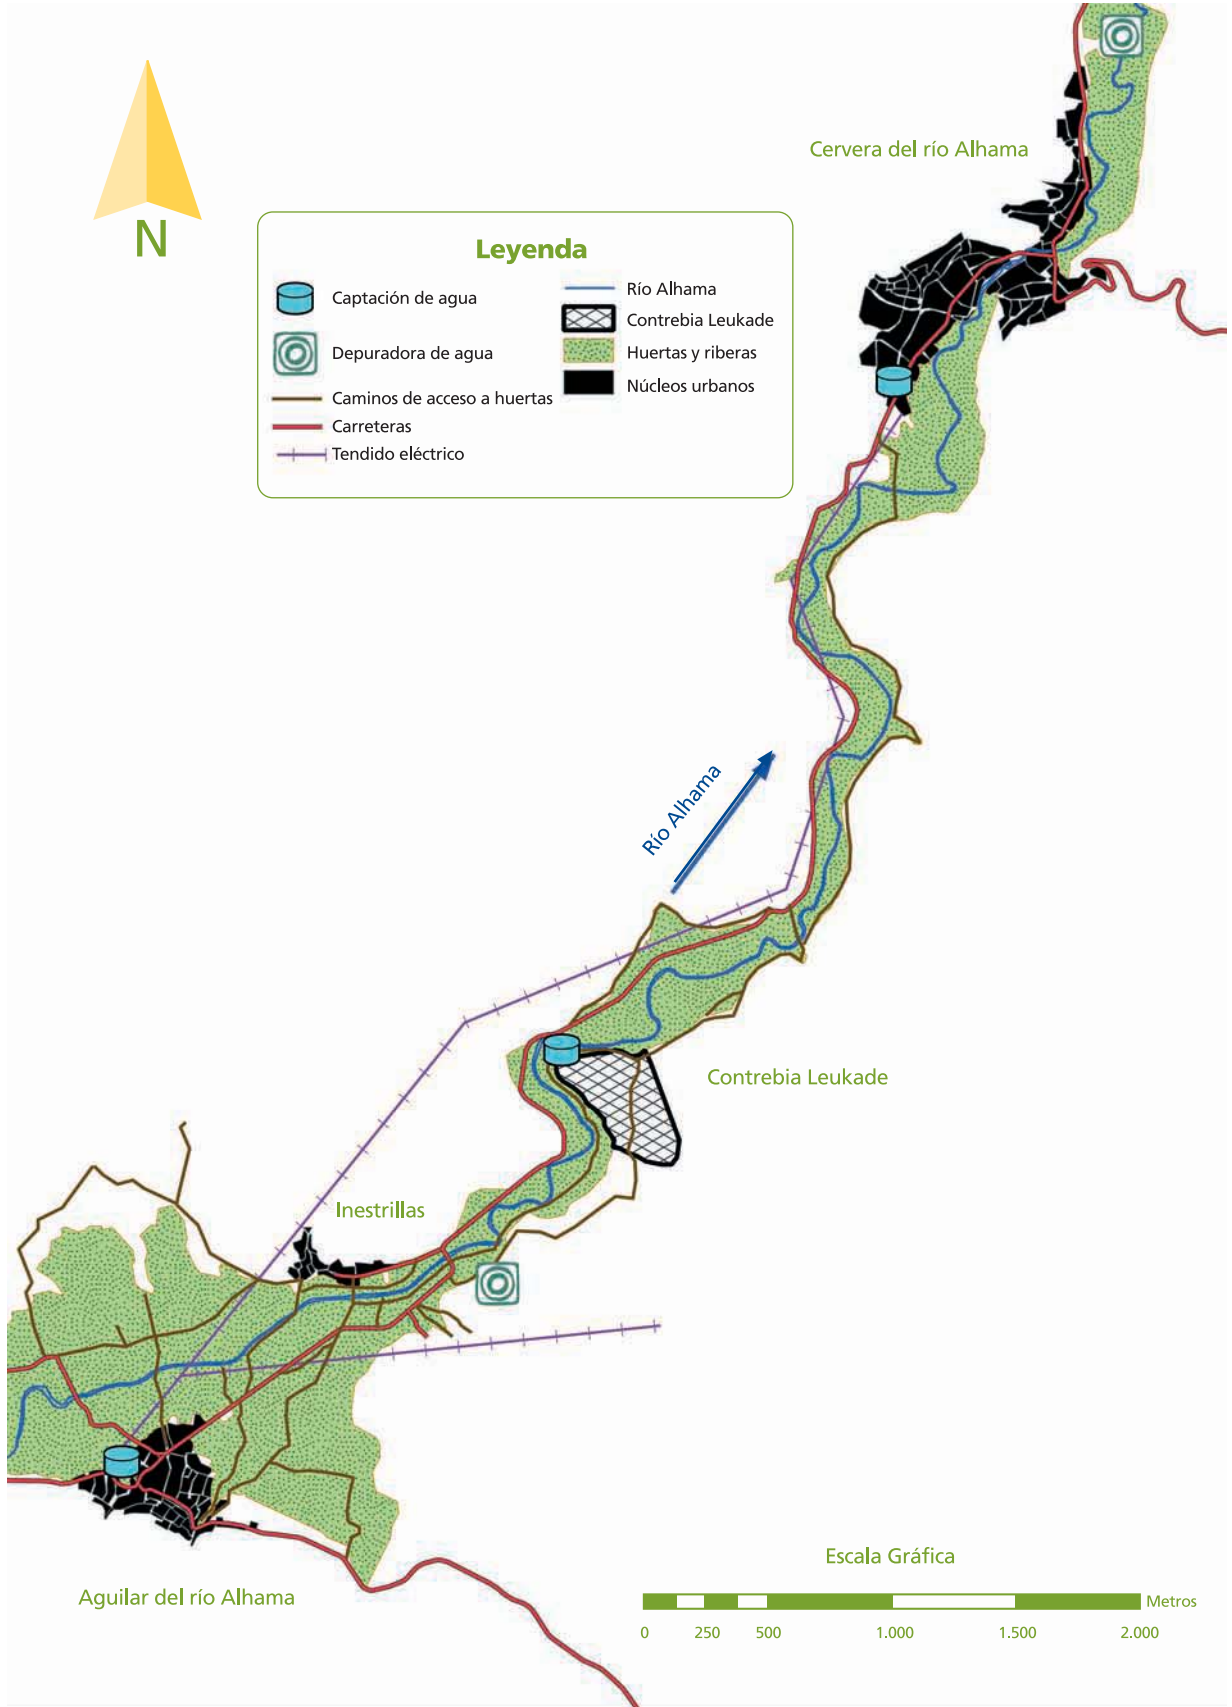 Cervera del río Alhama
N
Leyenda
Captación de agua
Depuradora de agua
Caminos de acceso a huertas
Carreteras
Tendido eléctrico
Río Alhama
Contrebia Leukade
Huertas y riberas
Núcleos urbanos
Río Alhama
Contrebia Leukade
Inestrillas
Aguilar del río Alhama
Escala Gráfica
Metros
0 250 500 1.000 1.500 2.000